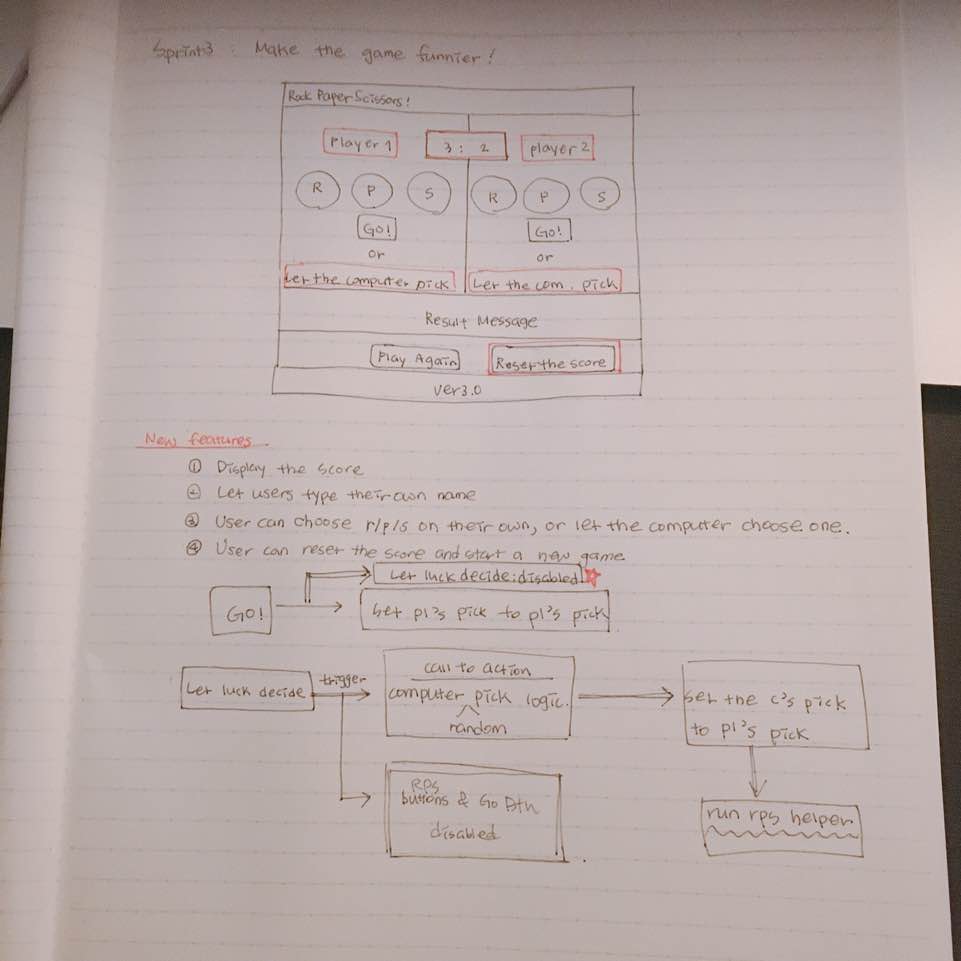 Sprint3 : Make the game funnier!
Rock Paper Scissors!
Player1 3 : 2 player2
R P S R P S
GO! GO!
or or
Let the computer pick Let the com. pick
Result Message
Play Again Reset the score
ver3.0
New features
① Display the score
② Let users type their own name
③ User can choose r/p/s on their own, or let the computer choose one.
④ User can reset the score and start a new game
Let luck decide:disabled
GO! Set p1's pick to p1's pick
Let luck decide trigger call to action
computer pick logic.
random
Set the c's pick
to p1's pick
RPS
buttons & Go Btn
disabled
run rps helper